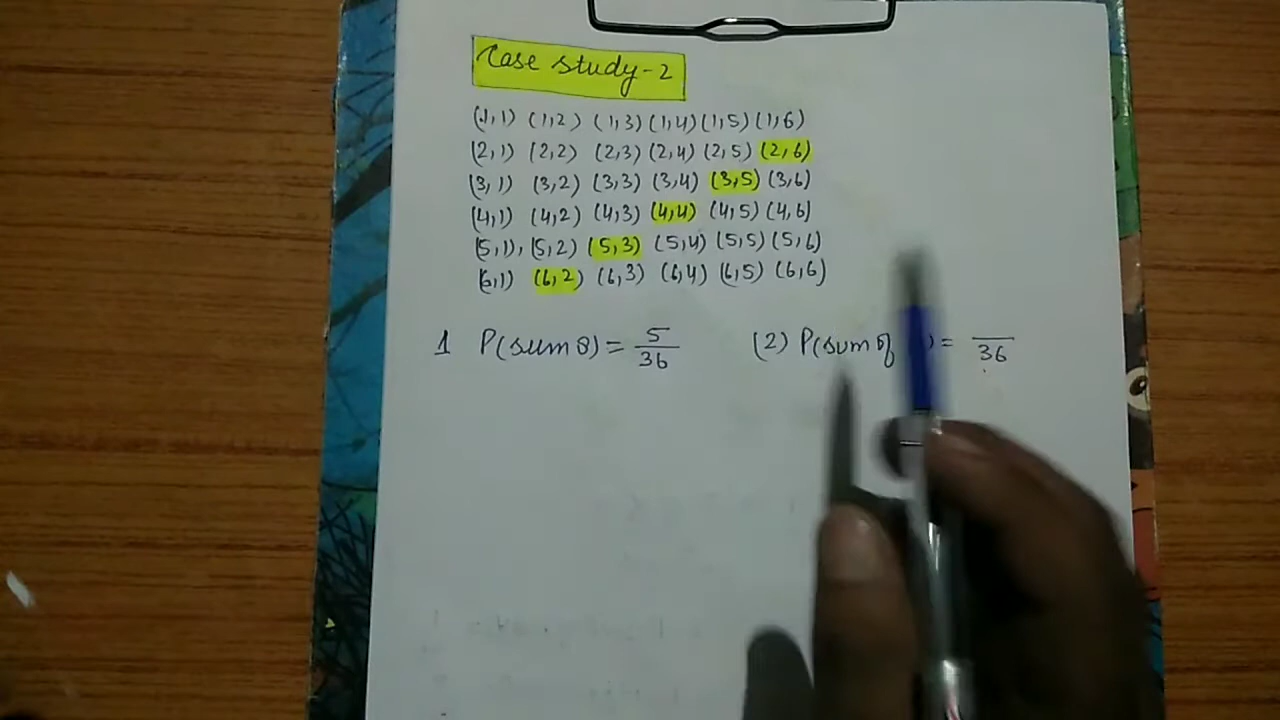 Case study-2
(1,1) (1,2) (1,3) (1,4) (1,5) (1,6)
(2,1) (2,2) (2,3) (2,4) (2,5) (2,6)
(3,1) (3,2) (3,3) (3,4) (3,5) (3,6)
(4,1) (4,2) (4,3) (4,4) (4,5) (4,6)
(5,1), (5,2) (5,3) (5,4) (5,5) (5,6)
(6,1) (6,2) (6,3) (6,4) (6,5) (6,6)
1 P(sum 8) = 5/36 (2) P(sum of ) = /36